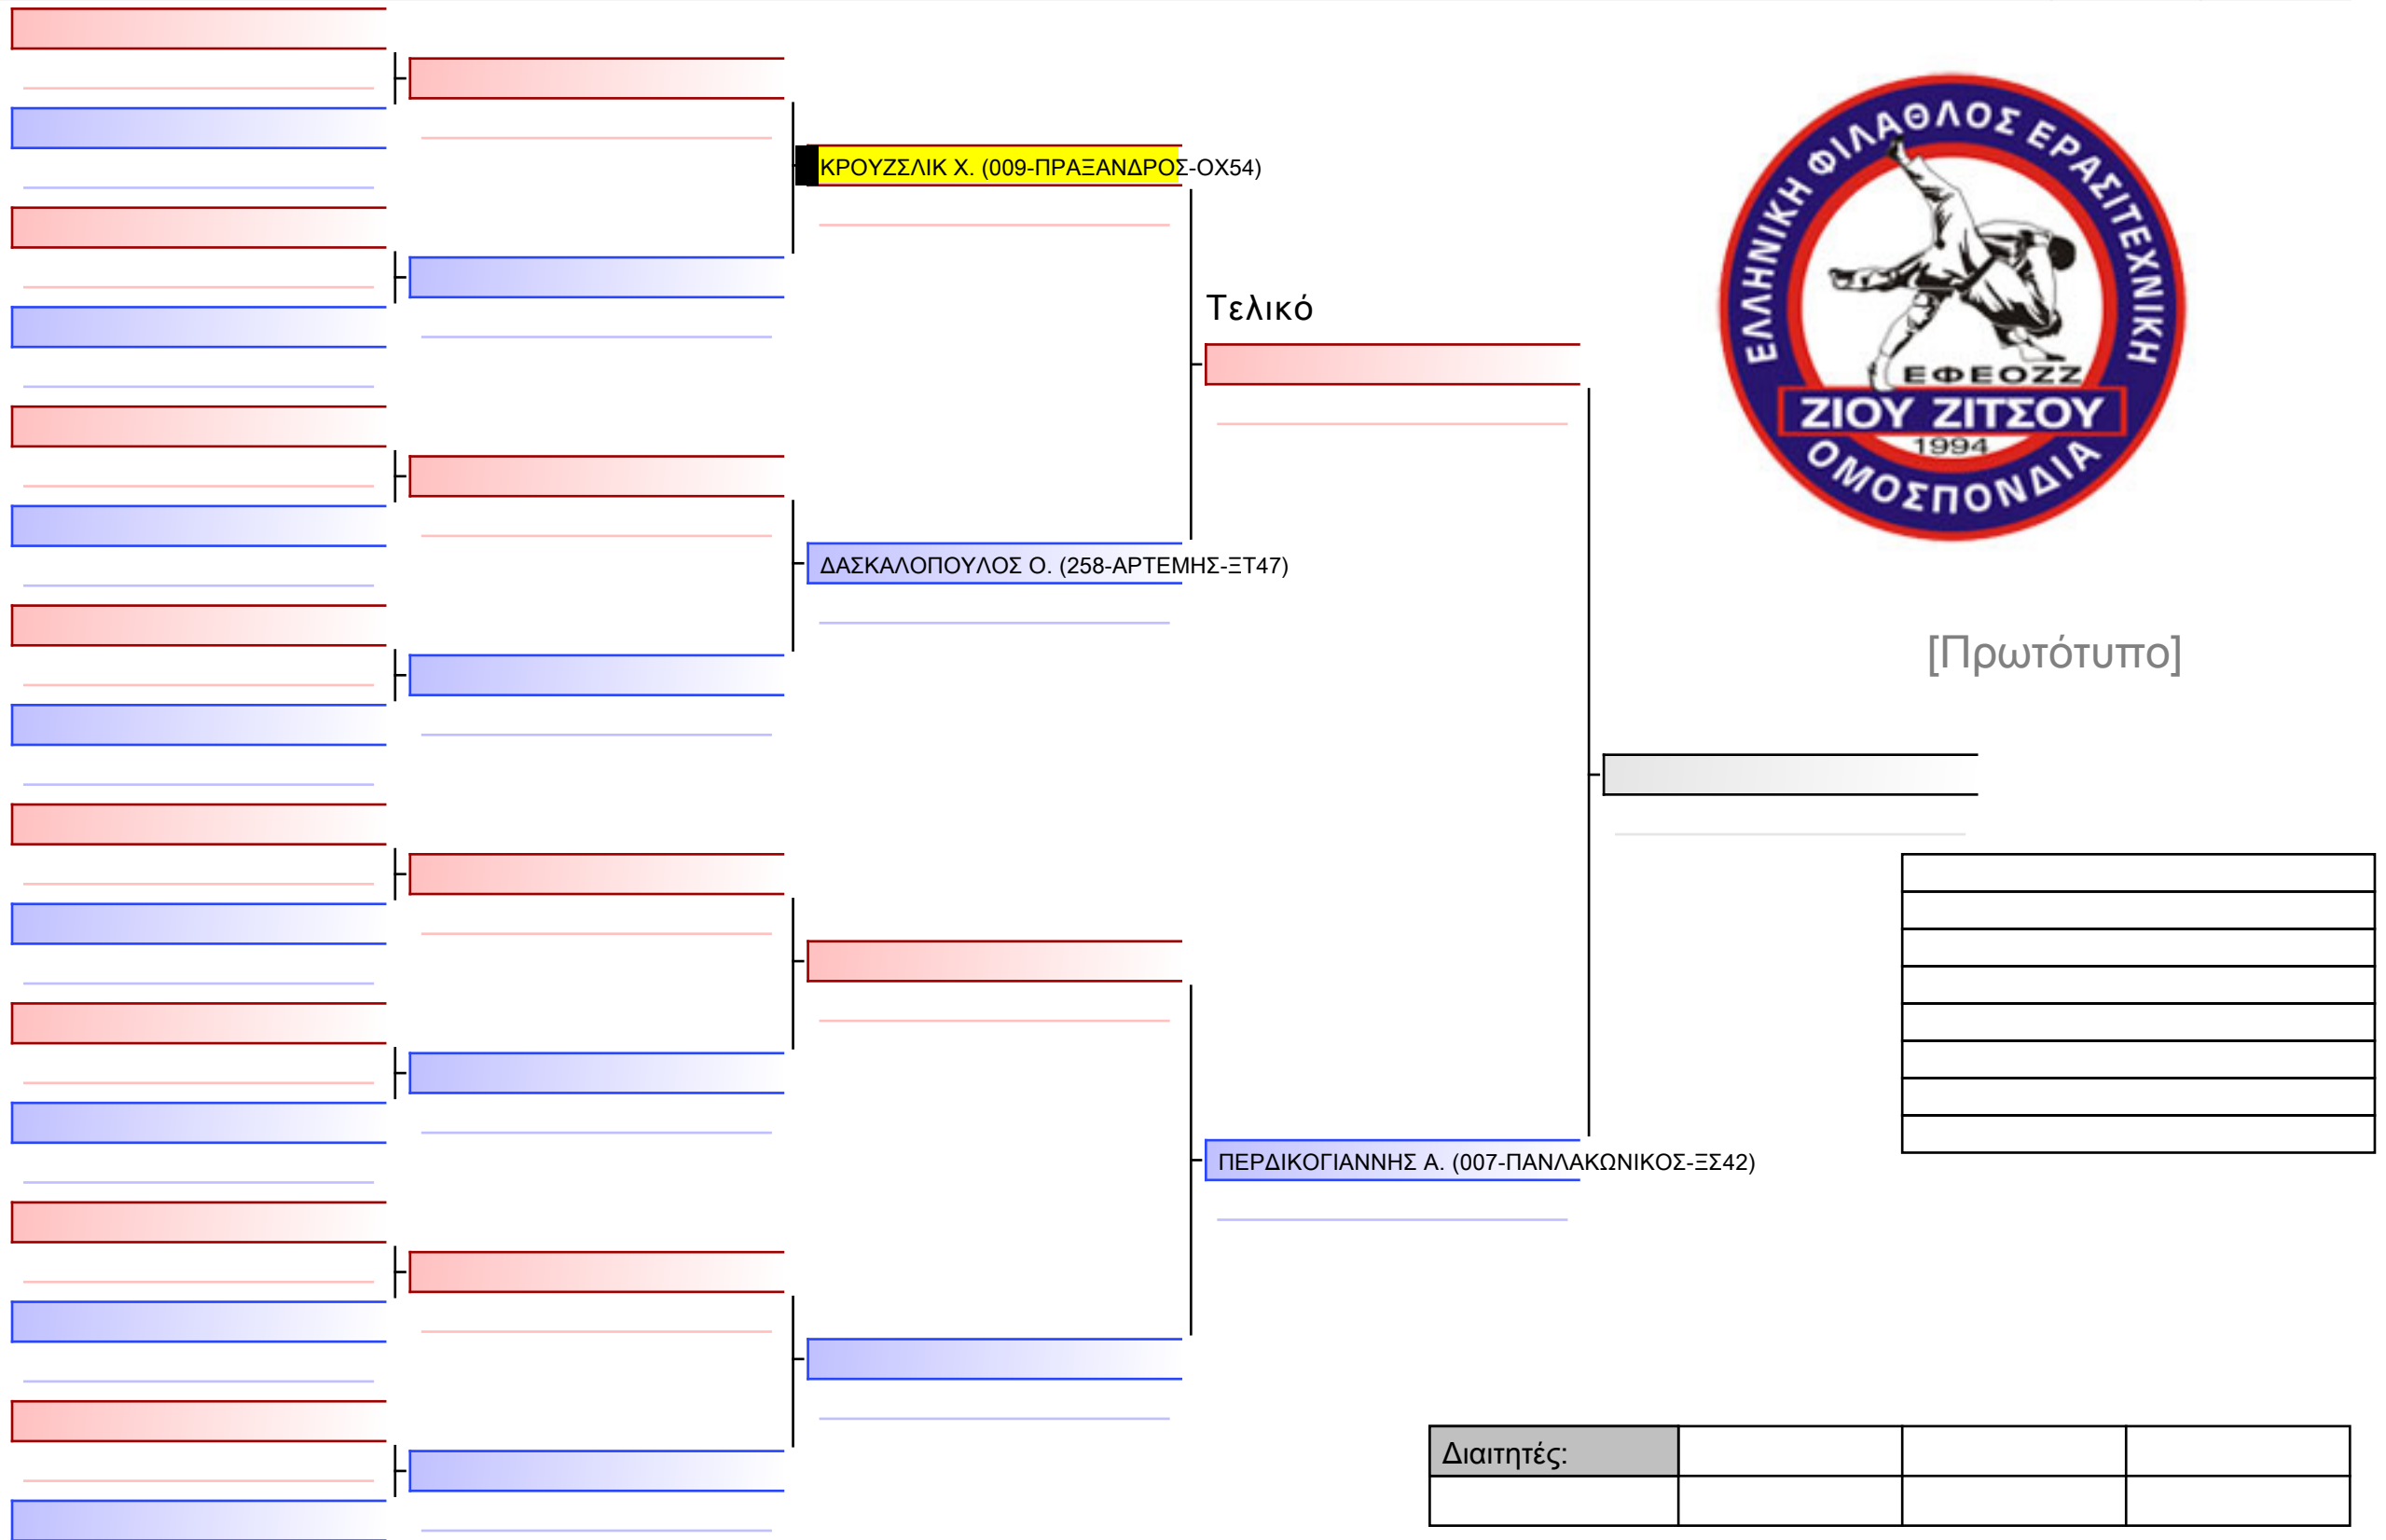 ΚΡΟΥΖΣΛΙΚ Χ. (009-ΠΡΑΞΑΝΔΡΟΣ-ΟΧ54)
Τελικό
ΔΑΣΚΑΛΟΠΟΥΛΟΣ Ο. (258-ΑΡΤΕΜΗΣ-ΞΤ47)
ΠΕΡΔΙΚΟΓΙΑΝΝΗΣ Α. (007-ΠΑΝΛΑΚΩΝΙΚΟΣ-ΞΣ42)
ΕΛΛΗΝΙΚΗ ΦΙΛΑΘΛΟΣ ΕΡΑΣΙΤΕΧΝΙΚΗ
ΕΦΕΟΖΖ
ΖΙΟΥ ΖΙΤΣΟΥ
1994
ΟΜΟΣΠΟΝΔΙΑ
[Πρωτότυπο]
Διαιτητές: